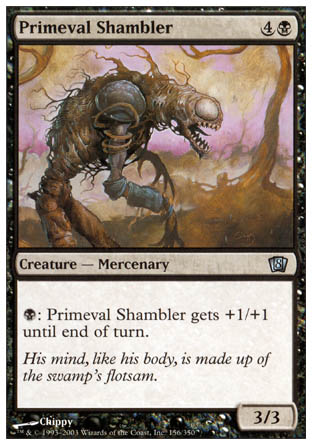 Primeval Shambler 4
Creature — Mercenary 8
: Primeval Shambler gets +1/+1
until end of turn.
His mind, like his body, is made up of
the swamp's flotsam.
Chippy
™ & © 1993–2003 Wizards of the Coast, Inc. 156/350
3/3